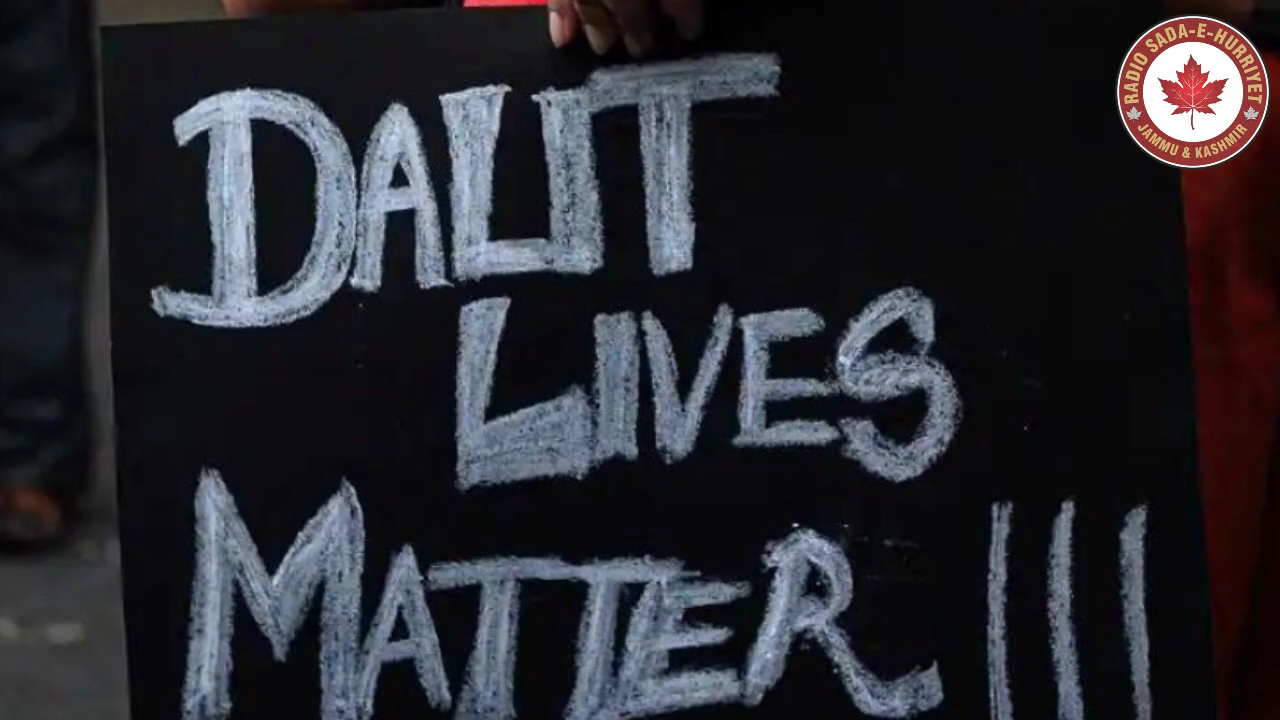 DALIT
LIVES
MATTER !!!
RADIO SADA-E-HURRIYET
JAMMU & KASHMIR